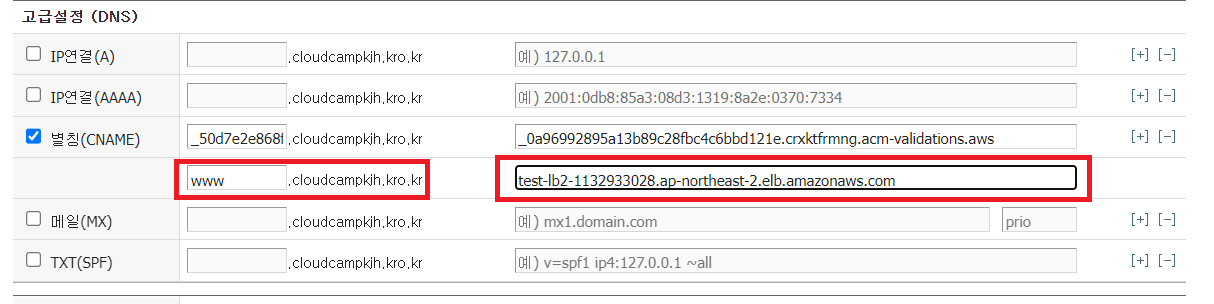 고급설정 (DNS)
IP연결(A) .cloudcampkjh.kro.kr 예) 127.0.0.1 [+] [-]
IP연결(AAAA) .cloudcampkjh.kro.kr 예) 2001:0db8:85a3:08d3:1319:8a2e:0370:7334 [+] [-]
별칭(CNAME) _50d7e2e868f .cloudcampkjh.kro.kr _0a96992895a13b89c28fbc4c6bbd121e.crxktfrmng.acm-validations.aws [+] [-]
www .cloudcampkjh.kro.kr test-lb2-1132933028.ap-northeast-2.elb.amazonaws.com
메일(MX) .cloudcampkjh.kro.kr 예) mx1.domain.com prio [+] [-]
TXT(SPF) .cloudcampkjh.kro.kr 예) v=spf1 ip4:127.0.0.1 ~all [+] [-]